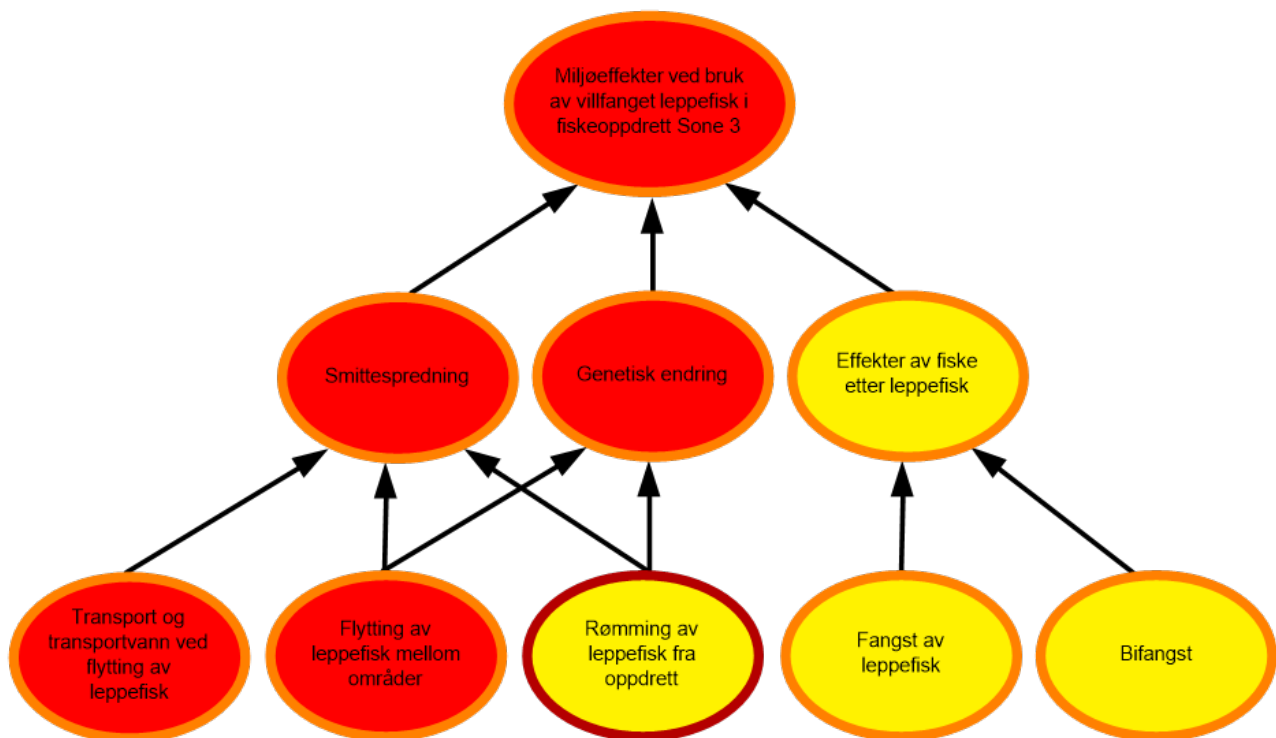 Miljøeffekter ved bruk
av villfanget leppefisk i
fiskeoppdrett Sone 3
Smittespredning
Genetisk endring
Effekter av fiske
etter leppefisk
Transport og
transportvann ved
flytting av
leppefisk
Flytting av
leppefisk mellom
områder
Rømming av
leppefisk fra
oppdrett
Fangst av
leppefisk
Bifangst